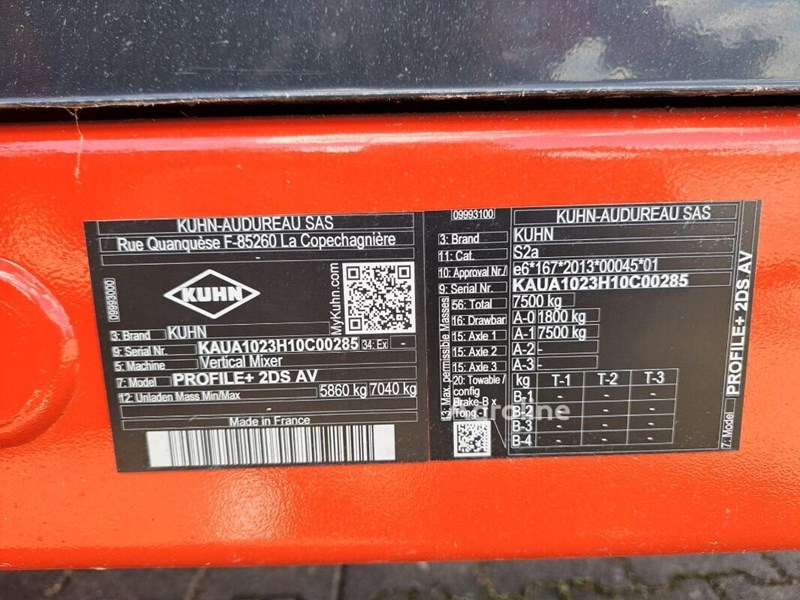 KUHN-AUDUREAU SAS
Rue Quanquèse F-85260 La Copechagnière
09993000
KUHN
MyKuhn.com
3: Brand KUHN
9: Serial Nr. KAUA1023H10C00285 34: Ex -
5: Machine Vertical Mixer
7: Model PROFILE+ 2DS AV
12: Unladen Mass Min/Max 5860 kg 7040 kg
Made in France
09993100 KUHN-AUDUREAU SAS
3: Brand KUHN
11: Cat. S2a
10: Approval Nr./ e6*167*2013*00045*01
9: Serial Nr. KAUA1023H10C00285
13: Max. permissible Masses
56: Total 7500 kg
16: Drawbar A-0 1800 kg
15: Axle 1 A-1 7500 kg
15: Axle 2 A-2 -
15: Axle 3 A-3 -
20: Towable / kg T-1 T-2 T-3
config B-1 - - -
Brake-B x B-2 - - -
Tong. B-3 - - -
B-4 - - -
7: Model PROFILE+ 2DS AV
Agroline